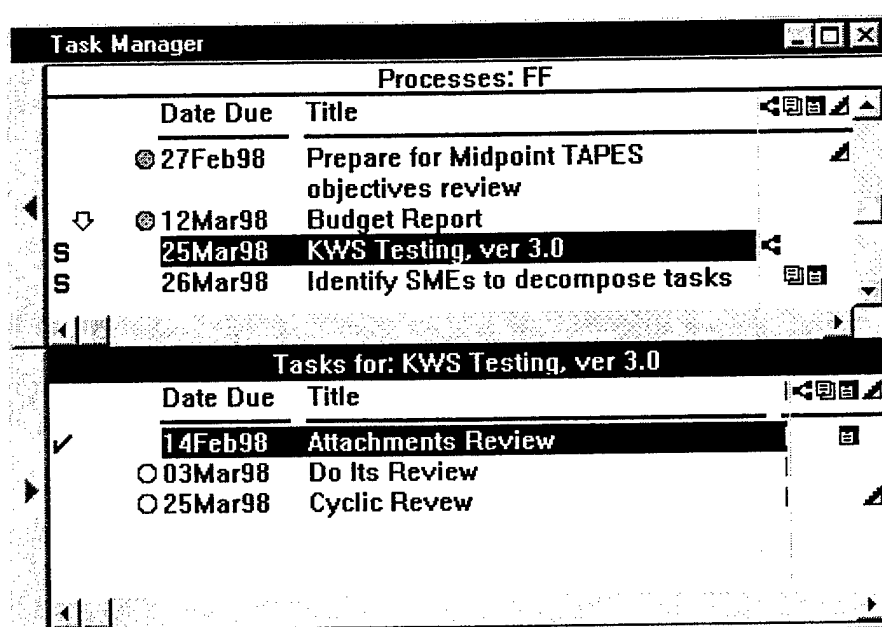 Task Manager
Processes: FF
Date Due Title
27Feb98 Prepare for Midpoint TAPES
objectives review
12Mar98 Budget Report
S 25Mar98 KWS Testing, ver 3.0
S 26Mar98 Identify SMEs to decompose tasks
Tasks for: KWS Testing, ver 3.0
Date Due Title
14Feb98 Attachments Review
03Mar98 Do Its Review
25Mar98 Cyclic Revew